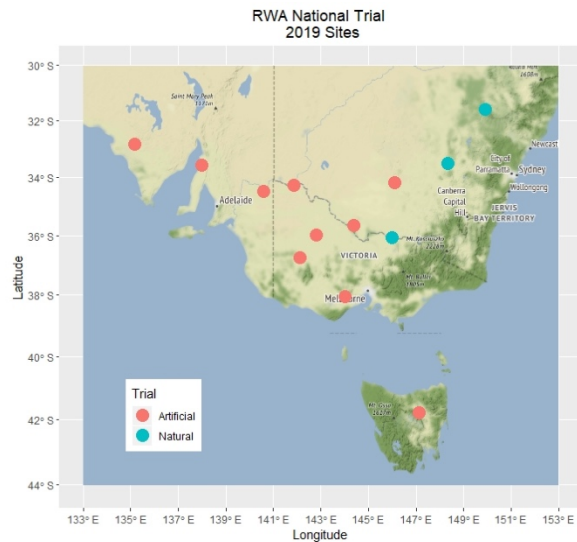 RWA National Trial
2019 Sites
Latitude
30° S
32° S
34° S
36° S
38° S
40° S
42° S
44° S
Saint Mary Peak
Newcast
City of
Parramatta
Sydney
Wollongong
Canberra
Capital
Hill
JERVIS
BAY TERRITORY
Adelaide
VICTORIA
Melbourne
Trial
Artificial
Natural
133° E
135° E
137° E
139° E
141° E
143° E
145° E
147° E
149° E
151° E
153° E
Longitude